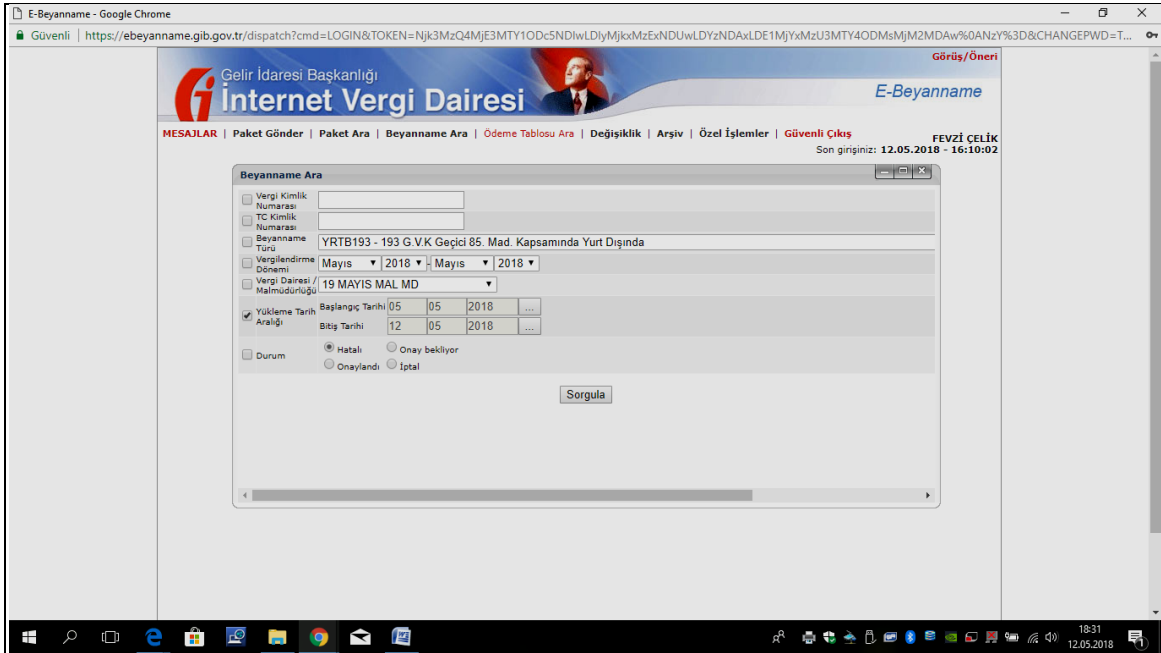 E-Beyanname - Google Chrome
Güvenli | https://ebeyanname.gib.gov.tr/dispatch?cmd=LOGIN&TOKEN=Njk3MzQ4MjE3MTY1ODc5NDIwLDIyMjkxMzExNDUwLDYzNDAxLDE1MjYxMzU3MTY4ODMsMjM2MDAw%0ANzY%3D&CHANGEPWD=T...
Görüş/Öneri
Gelir İdaresi Başkanlığı
İnternet Vergi Dairesi
E-Beyanname
MESAJLAR | Paket Gönder | Paket Ara | Beyanname Ara | Ödeme Tablosu Ara | Değişiklik | Arşiv | Özel İşlemler | Güvenli Çıkış
FEVZİ ÇELİK
Son girişiniz: 12.05.2018 - 16:10:02
Beyanname Ara
Vergi Kimlik Numarası
TC Kimlik Numarası
Beyanname Türü YRTB193 - 193 G.V.K Geçici 85. Mad. Kapsamında Yurt Dışında
Vergilendirme Dönemi Mayıs 2018 - Mayıs 2018
Vergi Dairesi / Malmüdürlüğü 19 MAYIS MAL MD
Yükleme Tarih Aralığı
Başlangıç Tarihi 05 05 2018 ...
Bitiş Tarihi 12 05 2018 ...
Durum
Hatalı Onay bekliyor
Onaylandı İptal
Sorgula
18:31
12.05.2018